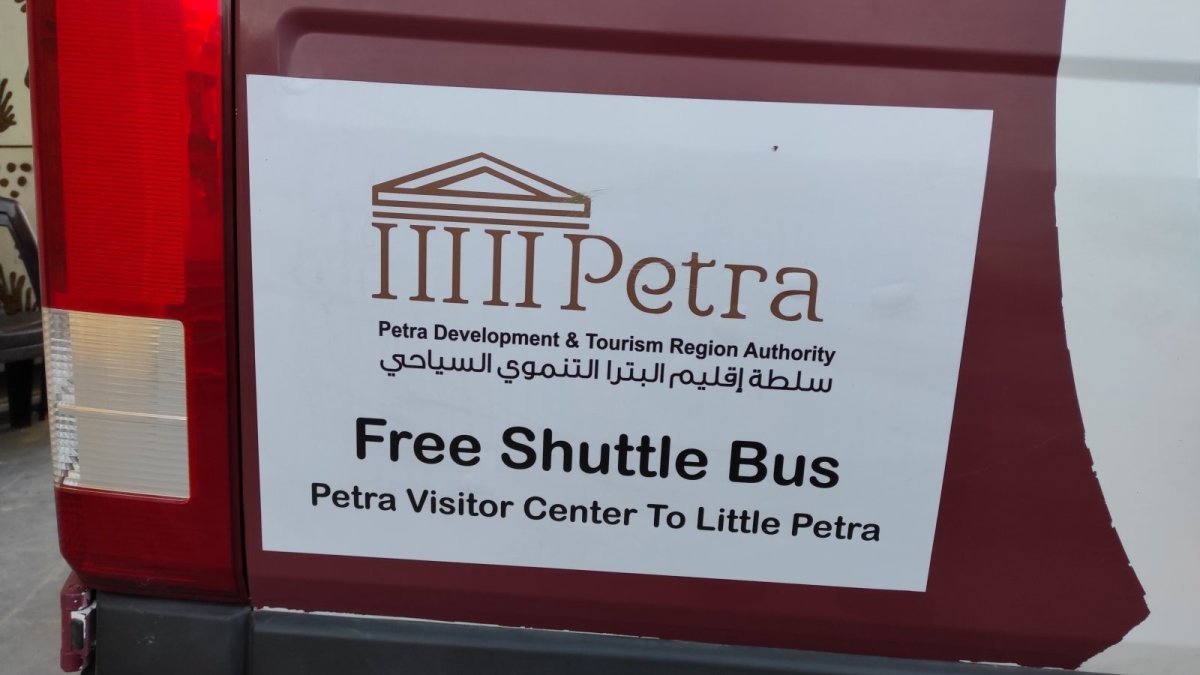 Petra
Petra Development & Tourism Region Authority
سلطة إقليم البترا التنموي السياحي
Free Shuttle Bus
Petra Visitor Center To Little Petra